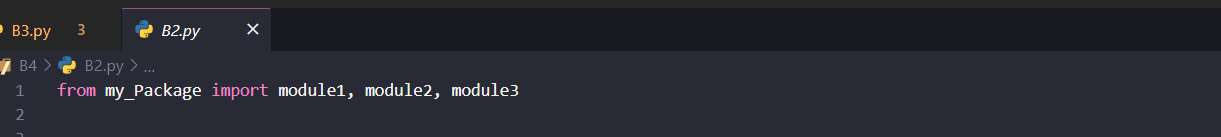 B3.py 3 B2.py
B4 > B2.py > ...
1 from my_Package import module1, module2, module3
2